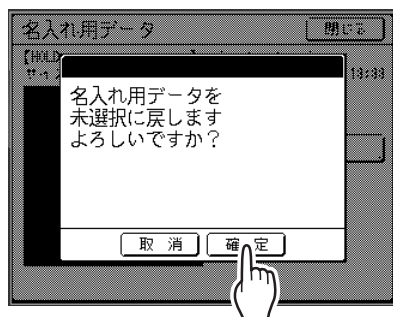 名入れ用データ
閉じる
【HOLD
13:33
名入れ用データを
未選択に戻します
よろしいですか？
取 消
確 定